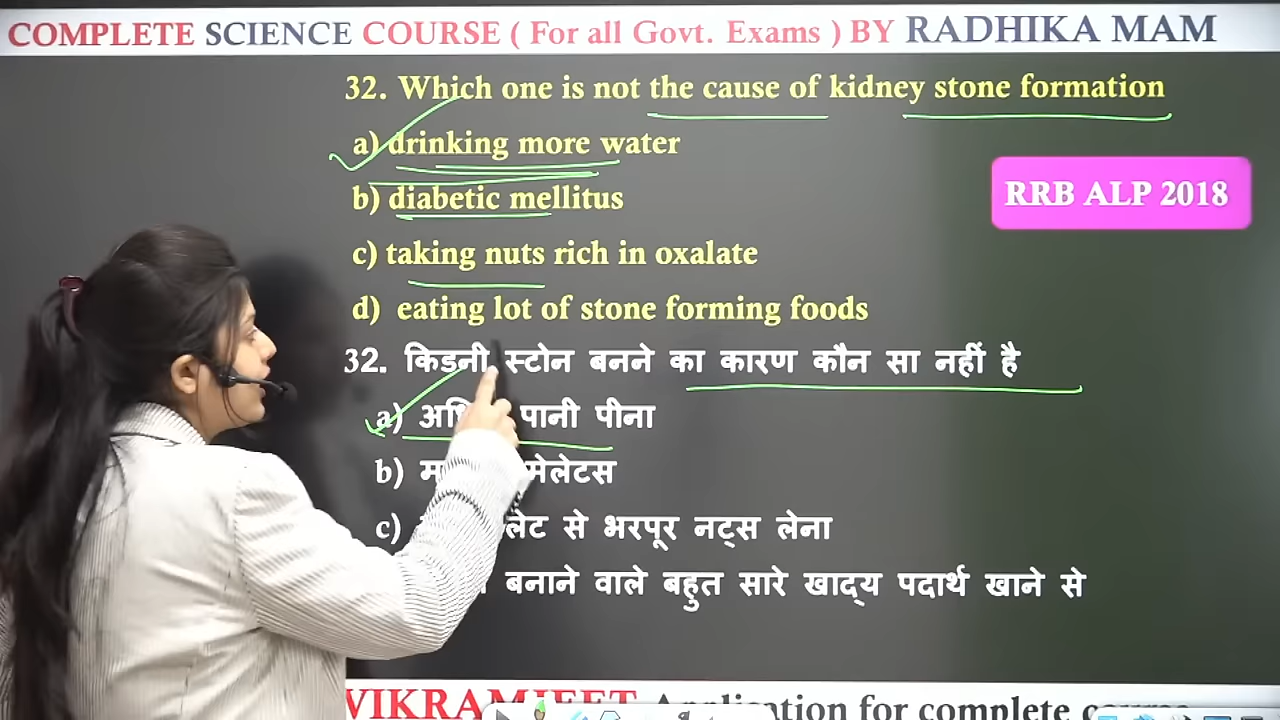 COMPLETE SCIENCE COURSE ( For all Govt. Exams ) BY RADHIKA MAM
32. Which one is not the cause of kidney stone formation
a) drinking more water
RRB ALP 2018
b) diabetic mellitus
c) taking nuts rich in oxalate
d) eating lot of stone forming foods
32. किडनी स्टोन बनने का कारण कौन सा नहीं है
a) पानी पीना
b)
c) से भरपूर नट्स लेना
बनाने वाले बहुत सारे खाद्य पदार्थ खाने से
VIKRAMJEET Application for complete course